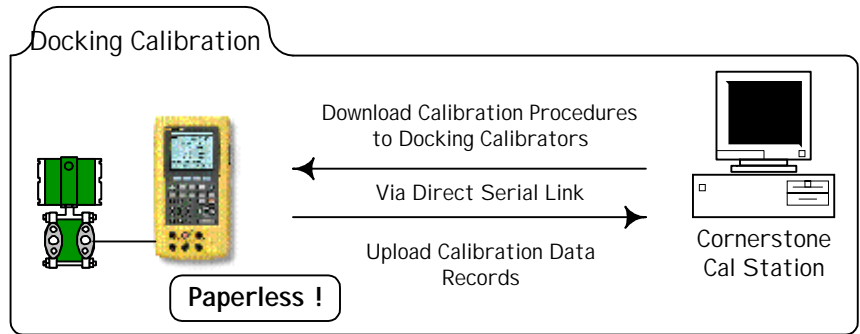 Docking Calibration
Download Calibration Procedures
to Docking Calibrators
Via Direct Serial Link
Upload Calibration Data
Records
Paperless !
Cornerstone
Cal Station